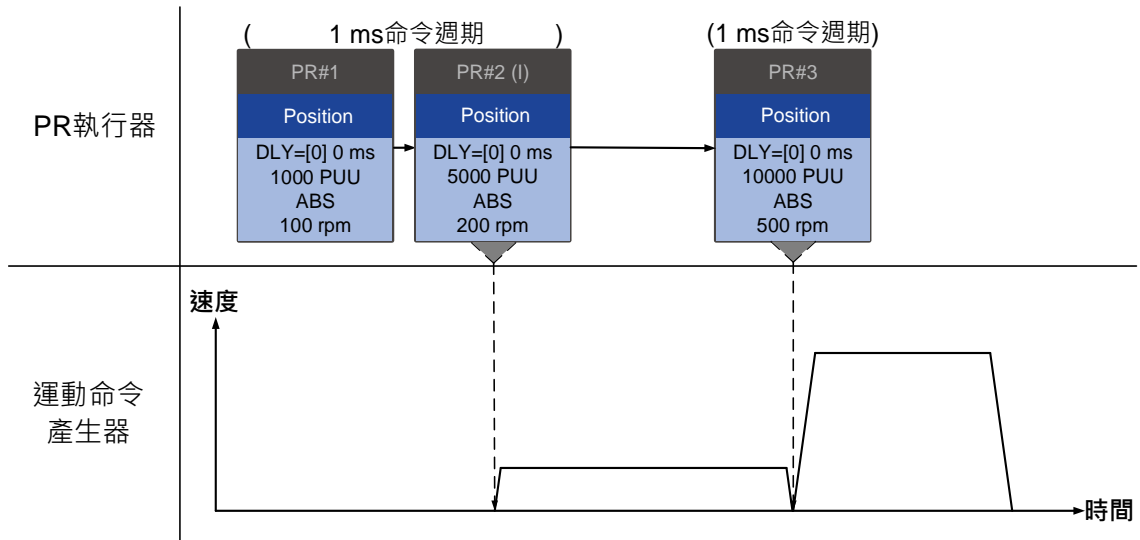 ( 1 ms命令週期 )
(1 ms命令週期)
PR#1
PR#2 (I)
PR#3
Position
Position
Position
PR執行器
DLY=[0] 0 ms
1000 PUU
ABS
100 rpm
DLY=[0] 0 ms
5000 PUU
ABS
200 rpm
DLY=[0] 0 ms
10000 PUU
ABS
500 rpm
速度
運動命令
產生器
時間